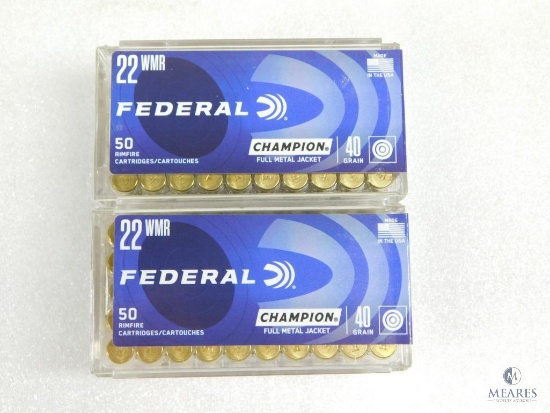 22 WMR
FEDERAL
50
RIMFIRE
CARTRIDGES/CARTOUCHES
CHAMPION
FULL METAL JACKET
40
GRAIN
MADE
IN THE USA
22 WMR
FEDERAL
50
RIMFIRE
CARTRIDGES/CARTOUCHES
CHAMPION
FULL METAL JACKET
40
GRAIN
MADE
IN THE USA
M
MEARES